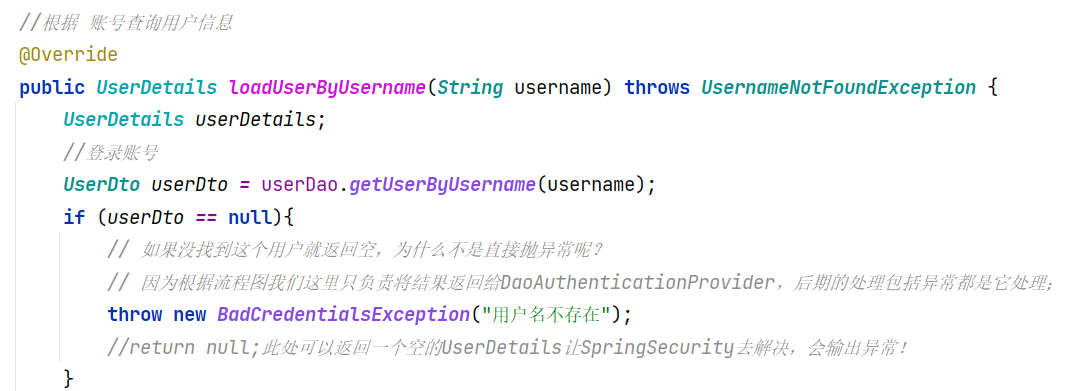 //根据 账号查询用户信息
@Override
public UserDetails loadUserByUsername(String username) throws UsernameNotFoundException {
UserDetails userDetails;
//登录账号
UserDto userDto = userDao.getUserByUsername(username);
if (userDto == null){
// 如果没找到这个用户就返回空，为什么不是直接抛异常呢？
// 因为根据流程图我们这里只负责将结果返回给DaoAuthenticationProvider，后期的处理包括异常都是它处理；
throw new BadCredentialsException("用户名不存在");
//return null;此处可以返回一个空的UserDetails让SpringSecurity去解决，会输出异常！
}